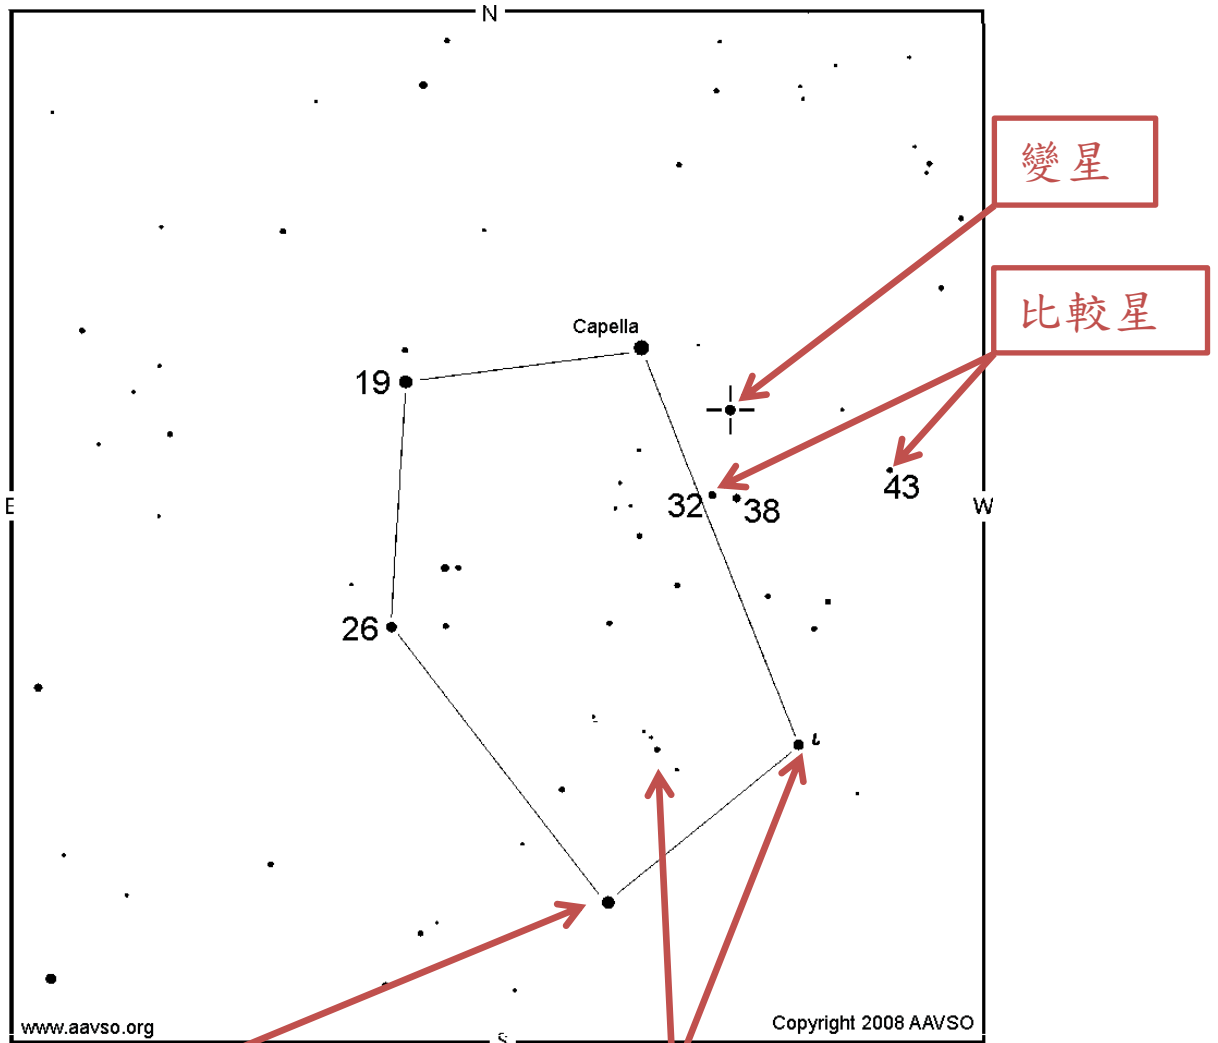 N
變星
比較星
Capella
19
43
32
38
E
W
26
ι
www.aavso.org
Copyright 2008 AAVSO
S